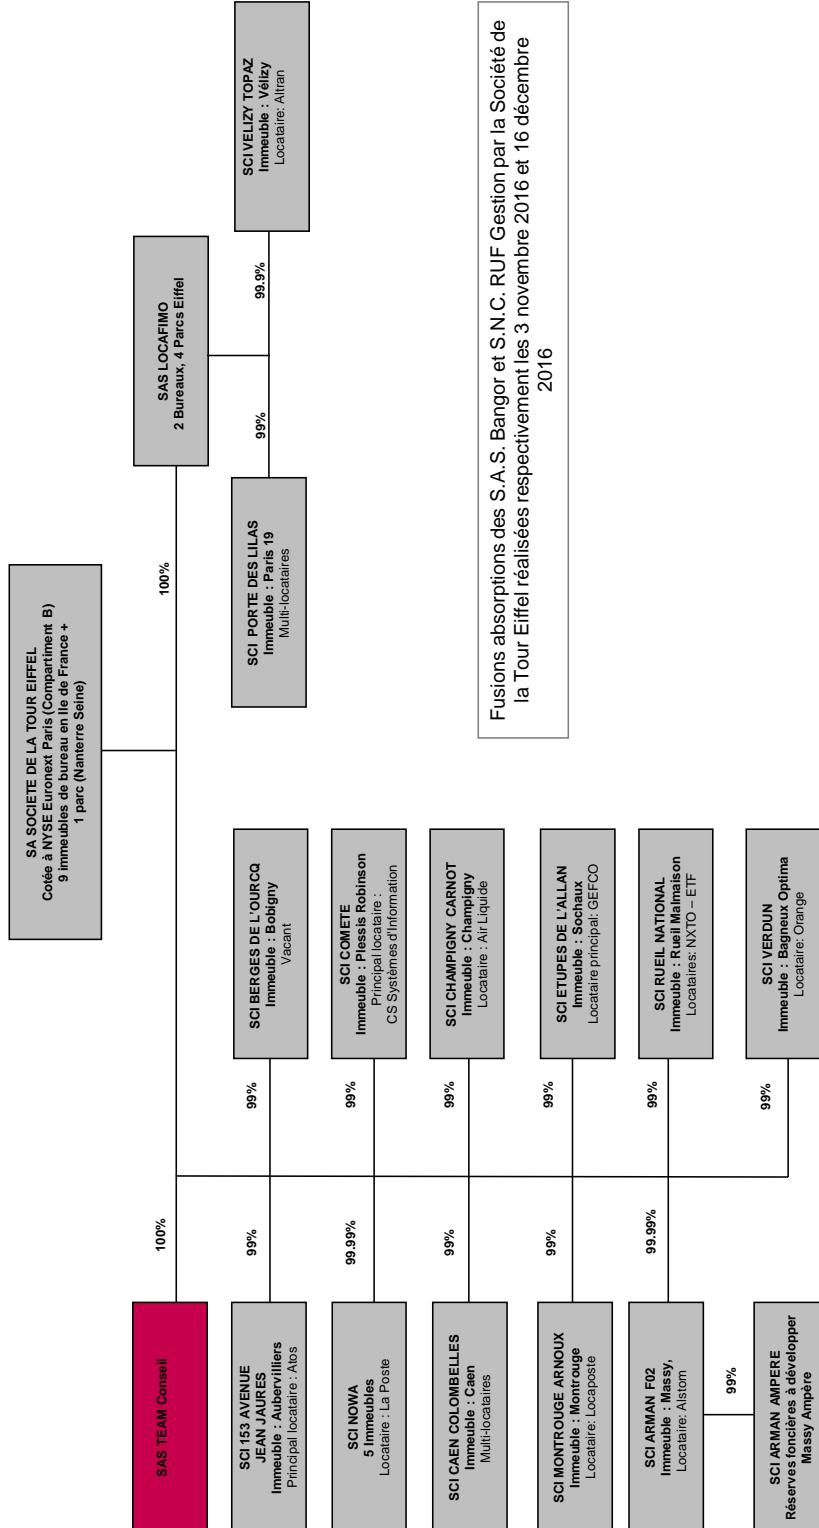 SA SOCIETE DE LA TOUR EIFFEL
Cotée à NYSE Euronext Paris (Compartiment B)
9 immeubles de bureau en Ile de France +
1 parc (Nanterre Seine)
100%
100%
SAS TEAM Conseil
SAS LOCAFIMO
2 Bureaux, 4 Parcs Eiffel
SCI 153 AVENUE
JEAN JAURES
Immeuble : Aubervilliers
Principal locataire : Atos
99%
99%
SCI BERGES DE L'OURCQ
Immeuble : Bobigny
Vacant
SCI PORTE DES LILAS
Immeuble : Paris 19
Multi-locataires
99%
99.9%
SCI VELIZY TOPAZ
Immeuble : Vélizy
Locataire: Altran
SCI NOWA
5 Immeubles
Locataire : La Poste
99.99%
99%
SCI COMETE
Immeuble : Plessis Robinson
Principal locataire :
CS Systèmes d'Information
SCI CAEN COLOMBELLES
Immeuble : Caen
Multi-locataires
99%
99%
SCI CHAMPIGNY CARNOT
Immeuble : Champigny
Locataire : Air Liquide
SCI MONTROUGE ARNOUX
Immeuble : Montrouge
Locataire: Locaposte
99%
99%
SCI ETUPES DE L'ALLAN
Immeuble : Sochaux
Locataire principal: GEFCO
Fusions absorptions des S.A.S. Bangor et S.N.C. RUF Gestion par la Société de
la Tour Eiffel réalisées respectivement les 3 novembre 2016 et 16 décembre
2016
SCI ARMAN F02
Immeuble : Massy,
Locataire: Alstom
99.99%
99%
SCI RUEIL NATIONAL
Immeuble : Rueil Malmaison
Locataires: NXTO – ETF
99%
SCI ARMAN AMPERE
Réserves foncières à développer
Massy Ampère
99%
SCI VERDUN
Immeuble : Bagneux Optima
Locataire: Orange